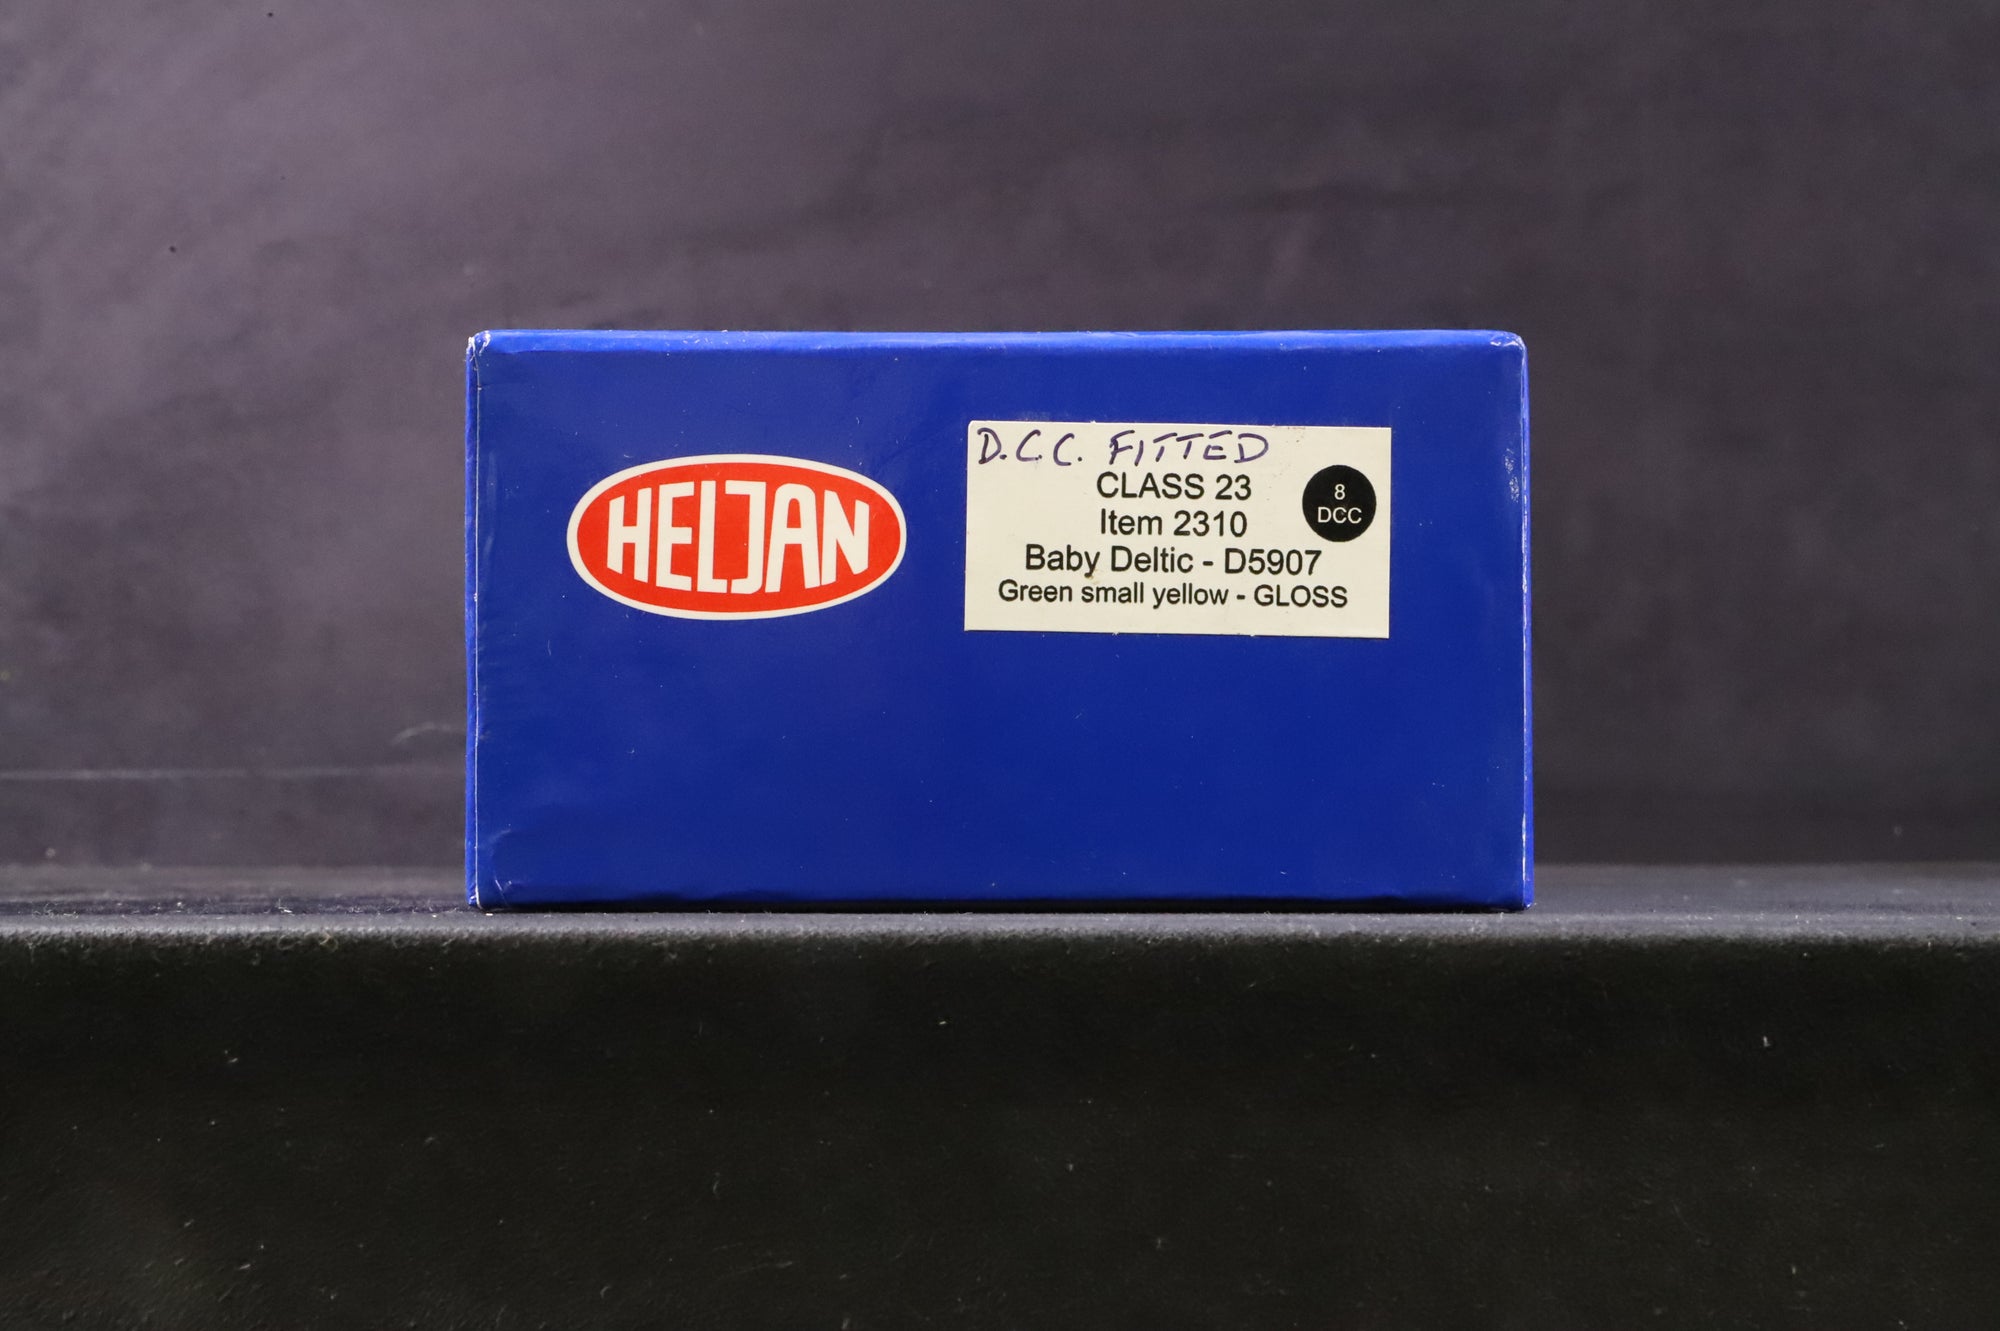 HELJAN
D.C.C. FITTED
CLASS 23
Item 2310
Baby Deltic - D5907
Green small yellow - GLOSS
8
DCC